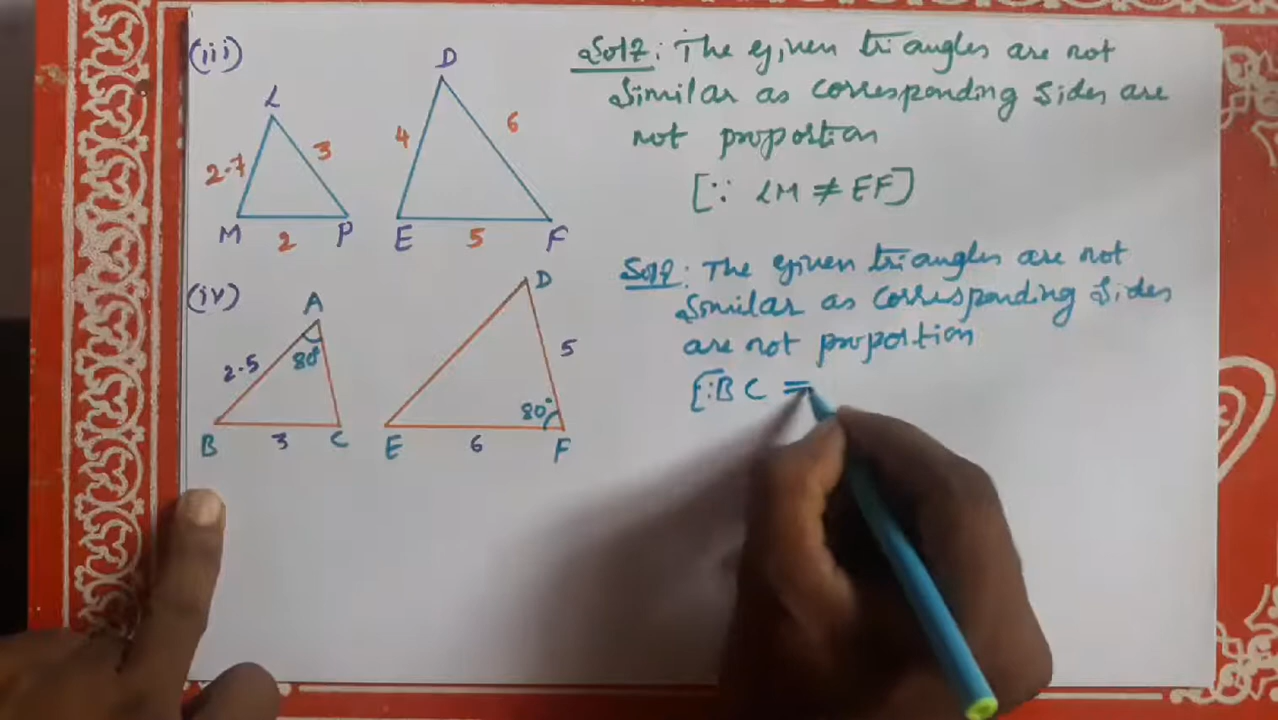 (iii)
L
2.7
3
M
2
P
D
4
6
E
5
F
Sol?: The given triangles are not
Similar as corresponding Sides are
not proportion
[∵ LM ≠ EF]
(iv)
A
2.5
80°
B
3
C
D
5
80°
E
6
F
Sol?: The given triangles are not
Similar as corresponding Sides
are not proportion
[∵BC =